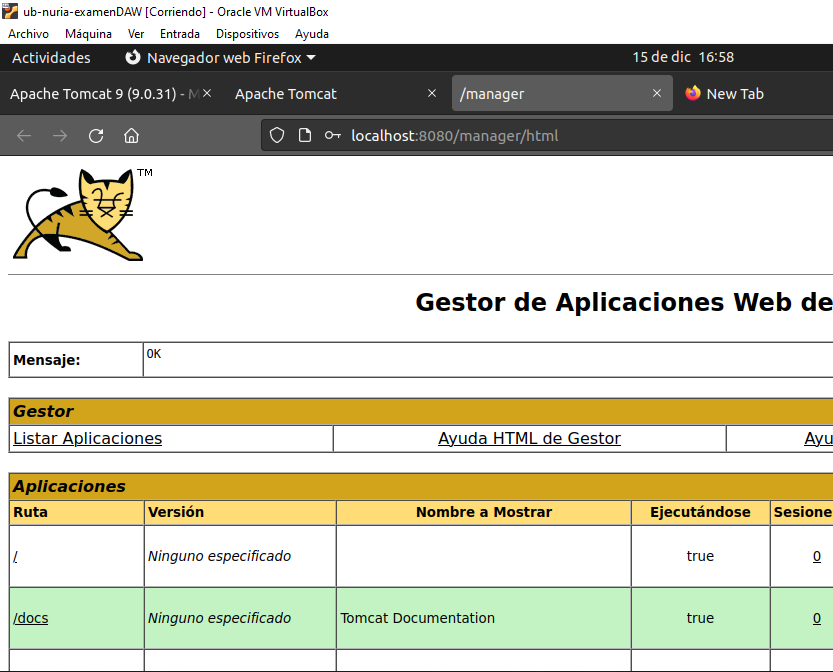 ub-nuria-examenDAW [Corriendo] - Oracle VM VirtualBox
Archivo Máquina Ver Entrada Dispositivos Ayuda
Actividades Navegador web Firefox 15 de dic 16:58
Apache Tomcat 9 (9.0.31) - M Apache Tomcat /manager New Tab
localhost:8080/manager/html
TM
Gestor de Aplicaciones Web de
Mensaje: OK
Gestor
Listar Aplicaciones Ayuda HTML de Gestor Ayu
Aplicaciones
Ruta Versión Nombre a Mostrar Ejecutándose Sesione
/ Ninguno especificado true 0
/docs Ninguno especificado Tomcat Documentation true 0